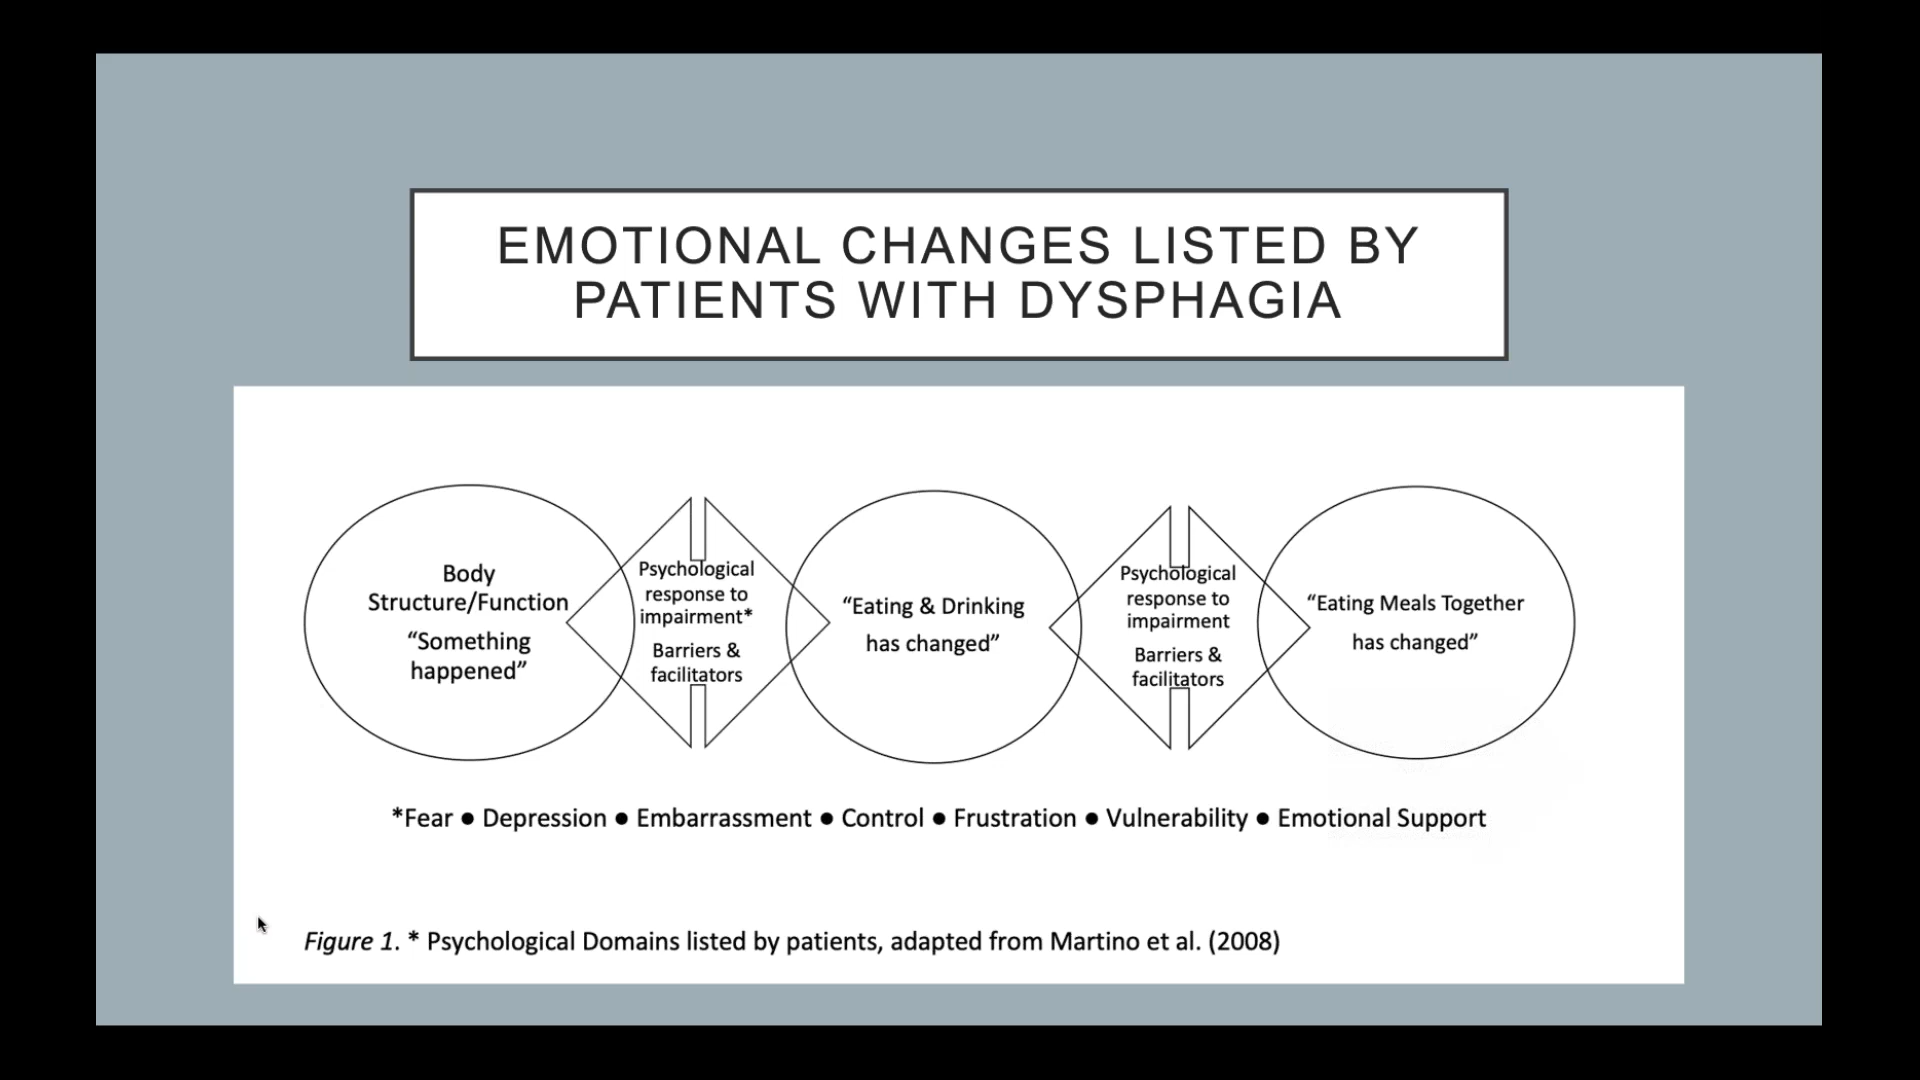 EMOTIONAL CHANGES LISTED BY
PATIENTS WITH DYSPHAGIA
Body
Structure/Function
“Something
happened”
Psychological
response to
impairment*
Barriers &
facilitators
“Eating & Drinking
has changed”
Psychological
response to
impairment
Barriers &
facilitators
“Eating Meals Together
has changed”
*Fear ● Depression ● Embarrassment ● Control ● Frustration ● Vulnerability ● Emotional Support
Figure 1. * Psychological Domains listed by patients, adapted from Martino et al. (2008)